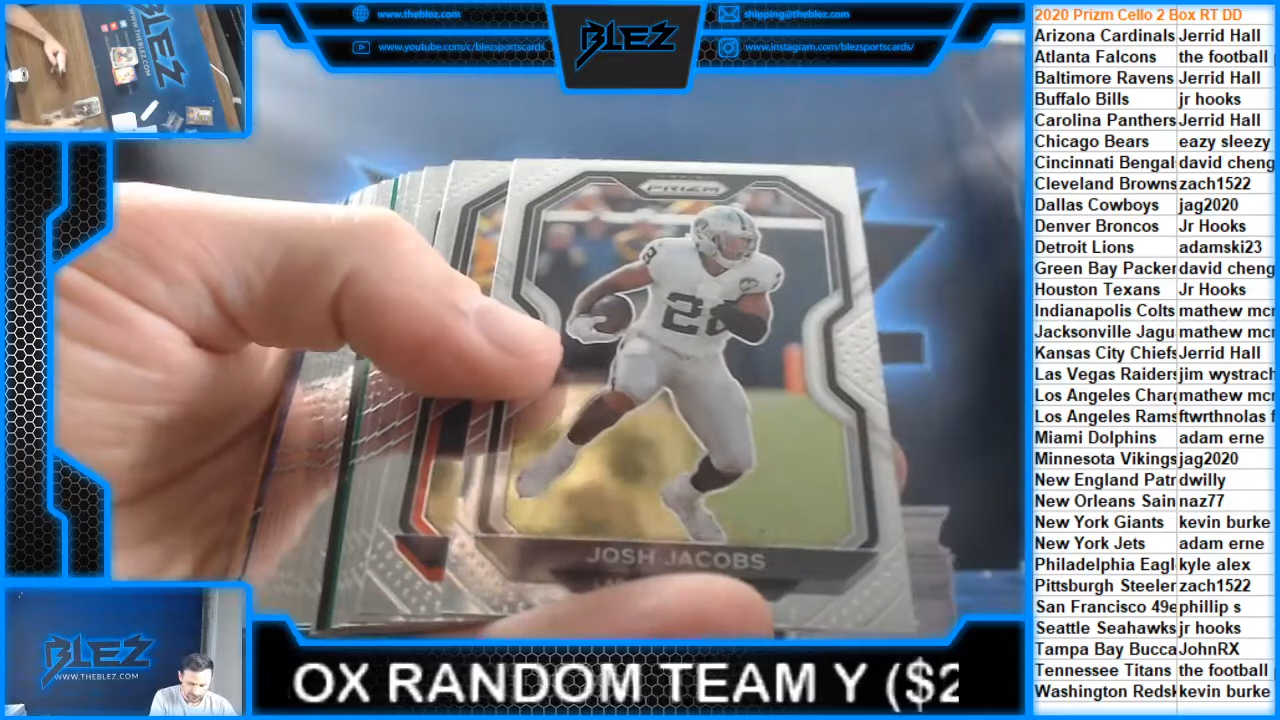 www.theblez.com
shipping@theblez.com
www.youtube.com/c/blezsportscards
BLEZ
www.instagram.com/blezsportscards/
BLEZ
WWW.THEBLEZ.COM
PRIZM
28
JOSH JACOBS
BLEZ
WWW.THEBLEZ.COM
OX RANDOM TEAM Y ($2
2020 Prizm Cello 2 Box RT DD
Arizona Cardinals Jerrid Hall
Atlanta Falcons the football
Baltimore Ravens Jerrid Hall
Buffalo Bills jr hooks
Carolina Panthers Jerrid Hall
Chicago Bears eazy sleezy
Cincinnati Bengal david cheng
Cleveland Browns zach1522
Dallas Cowboys jag2020
Denver Broncos Jr Hooks
Detroit Lions adamski23
Green Bay Packer david cheng
Houston Texans Jr Hooks
Indianapolis Colts mathew mcr
Jacksonville Jagu mathew mcr
Kansas City Chiefs Jerrid Hall
Las Vegas Raiders jim wystrach
Los Angeles Charg mathew mcr
Los Angeles Rams ftwrthnolas f
Miami Dolphins adam erne
Minnesota Vikings jag2020
New England Patr dwilly
New Orleans Sain naz77
New York Giants kevin burke
New York Jets adam erne
Philadelphia Eagl kyle alex
Pittsburgh Steeler zach1522
San Francisco 49e phillip s
Seattle Seahawks jr hooks
Tampa Bay Bucca JohnRX
Tennessee Titans the football
Washington Redsk kevin burke